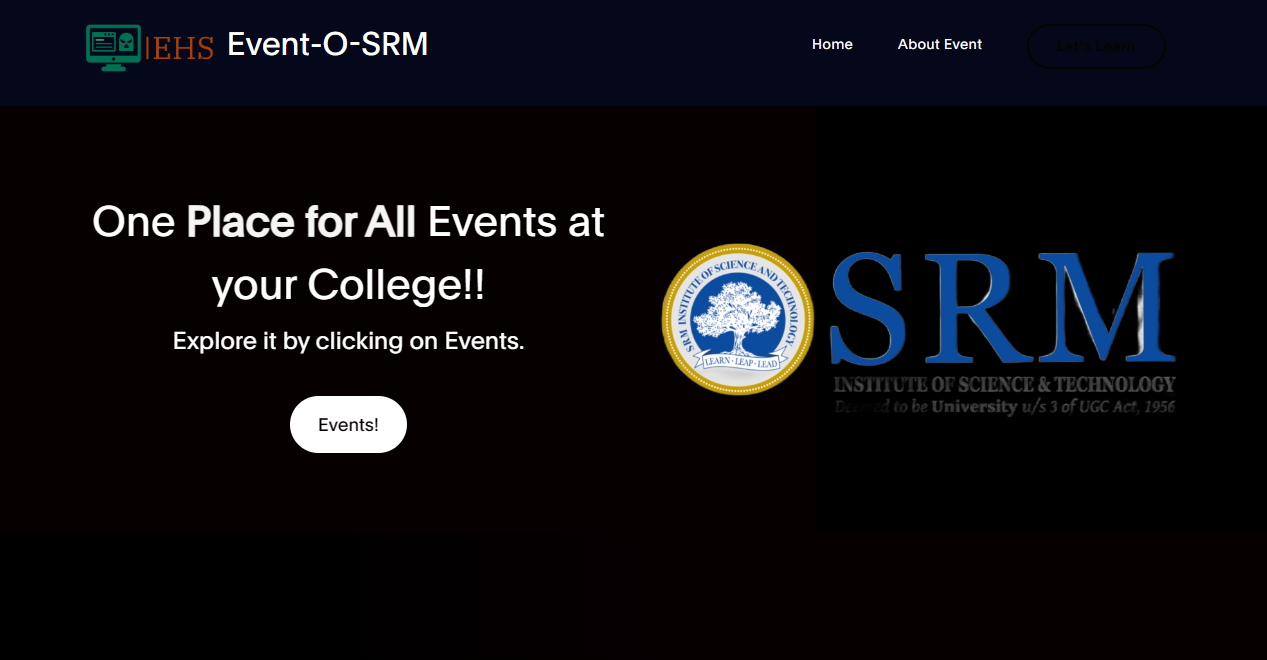 |EHS Event-O-SRM
Home
About Event
Let's Learn
One Place for All Events at
your College!!
Explore it by clicking on Events.
Events!
SRM INSTITUTE OF SCIENCE AND TECHNOLOGY
LEARN · LEAP · LEAD
SRM
INSTITUTE OF SCIENCE & TECHNOLOGY
Deemed to be University u/s 3 of UGC Act, 1956